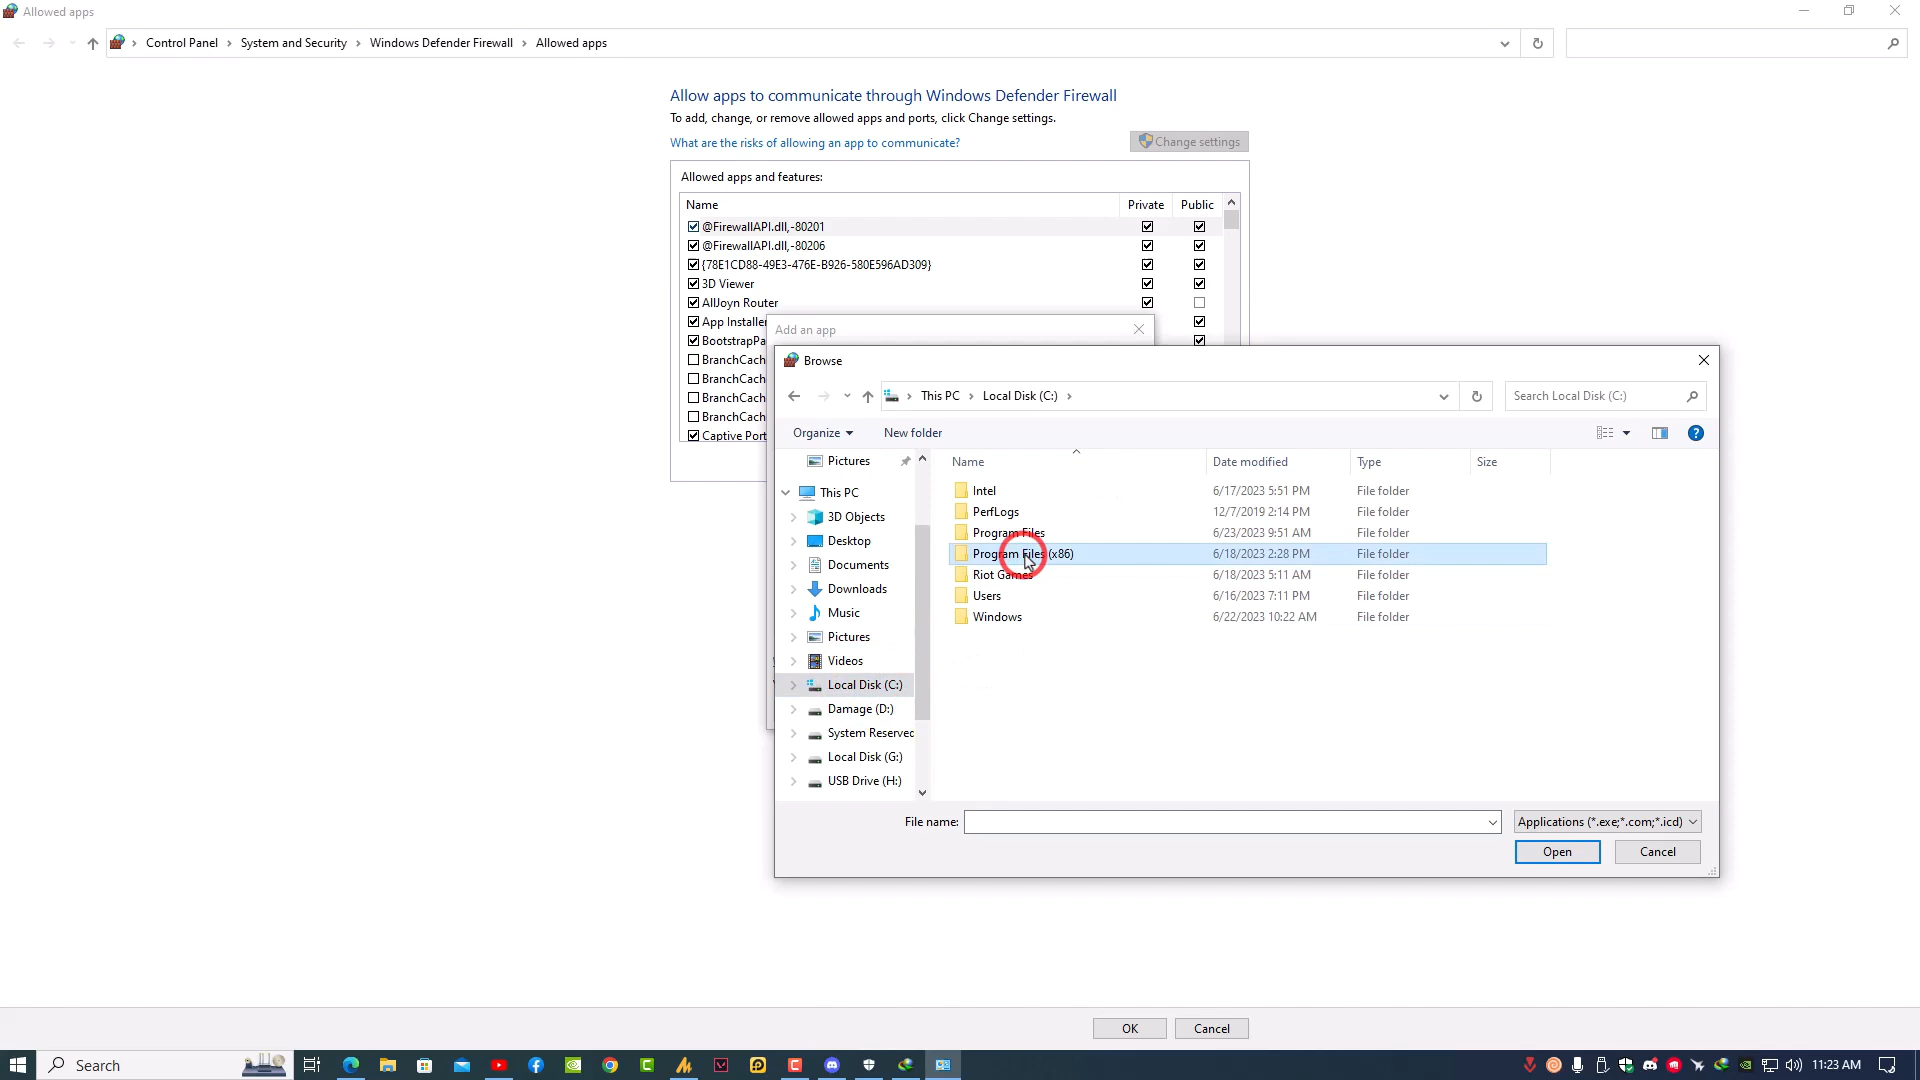 Allowed apps
Control Panel > System and Security > Windows Defender Firewall > Allowed apps
Allow apps to communicate through Windows Defender Firewall
To add, change, or remove allowed apps and ports, click Change settings.
What are the risks of allowing an app to communicate?
Change settings
Allowed apps and features:
Name Private Public
@FirewallAPI.dll,-80201
@FirewallAPI.dll,-80206
{78E1CD88-49E3-476E-B926-580E596AD309}
3D Viewer
AllJoyn Router
App Installer
BootstrapPa
BranchCach
BranchCach
BranchCach
BranchCach
Captive Port
Add an app
Browse
This PC > Local Disk (C:) >
Search Local Disk (C:)
Organize
New folder
Pictures
This PC
3D Objects
Desktop
Documents
Downloads
Music
Pictures
Videos
Local Disk (C:)
Damage (D:)
System Reserved
Local Disk (G:)
USB Drive (H:)
Name Date modified Type Size
Intel 6/17/2023 5:51 PM File folder
PerfLogs 12/7/2019 2:14 PM File folder
Program Files 6/23/2023 9:51 AM File folder
Program Files (x86) 6/18/2023 2:28 PM File folder
Riot Games 6/18/2023 5:11 AM File folder
Users 6/16/2023 7:11 PM File folder
Windows 6/22/2023 10:22 AM File folder
File name:
Applications (*.exe;*.com;*.icd)
Open
Cancel
OK
Cancel
Search
11:23 AM